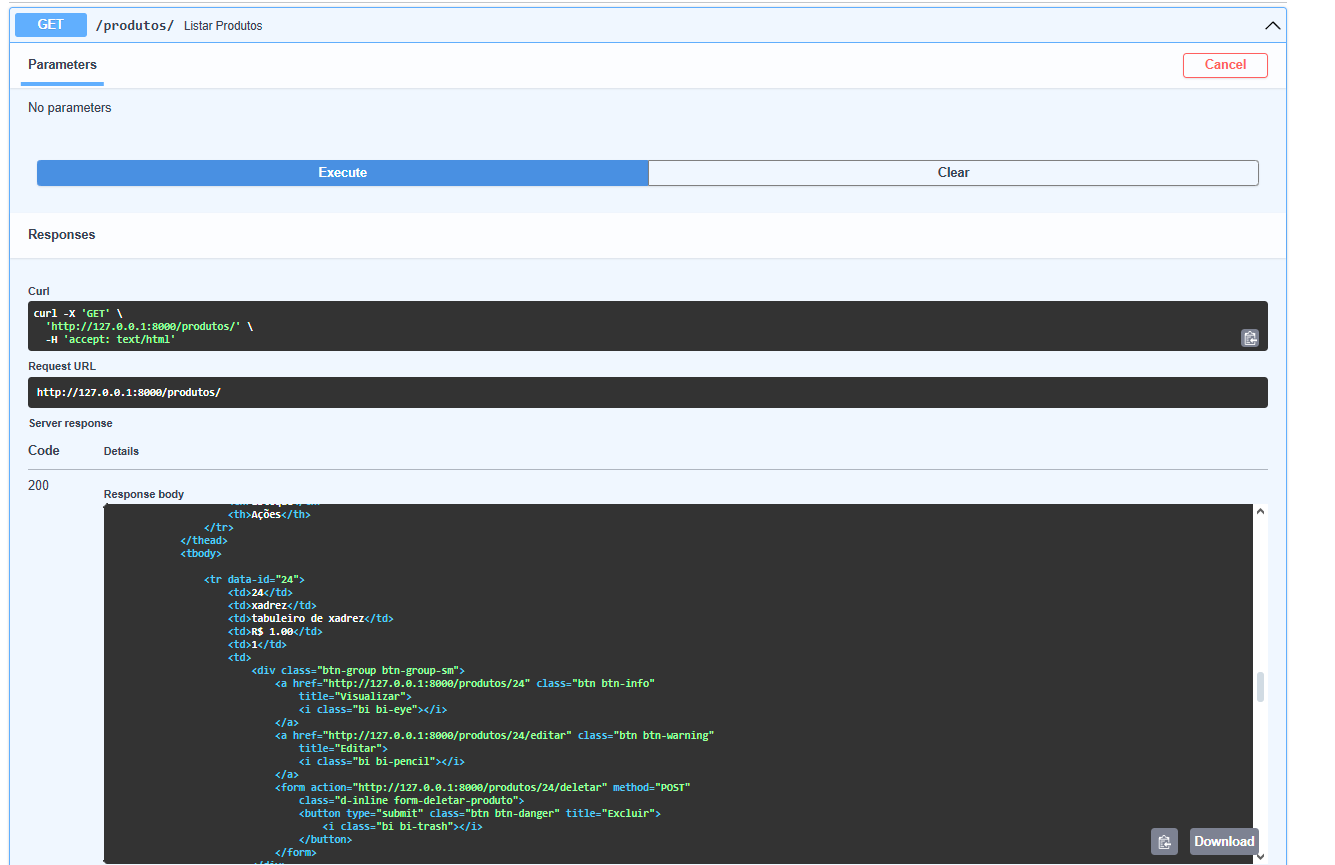 GET /produtos/ Listar Produtos
Parameters
Cancel
No parameters
Execute
Clear
Responses
Curl
curl -X 'GET' \
'http://127.0.0.1:8000/produtos/' \
-H 'accept: text/html'
Request URL
http://127.0.0.1:8000/produtos/
Server response
Code Details
200
Response body
<th>Ações</th>
</tr>
</thead>
<tbody>
<tr data-id="24">
<td>24</td>
<td>xadrez</td>
<td>tabuleiro de xadrez</td>
<td>R$ 1.00</td>
<td>1</td>
<td>
<div class="btn-group btn-group-sm">
<a href="http://127.0.0.1:8000/produtos/24" class="btn btn-info"
title="Visualizar">
<i class="bi bi-eye"></i>
</a>
<a href="http://127.0.0.1:8000/produtos/24/editar" class="btn btn-warning"
title="Editar">
<i class="bi bi-pencil"></i>
</a>
<form action="http://127.0.0.1:8000/produtos/24/deletar" method="POST"
class="d-inline form-deletar-produto">
<button type="submit" class="btn btn-danger" title="Excluir">
<i class="bi bi-trash"></i>
</button>
</form>
Download